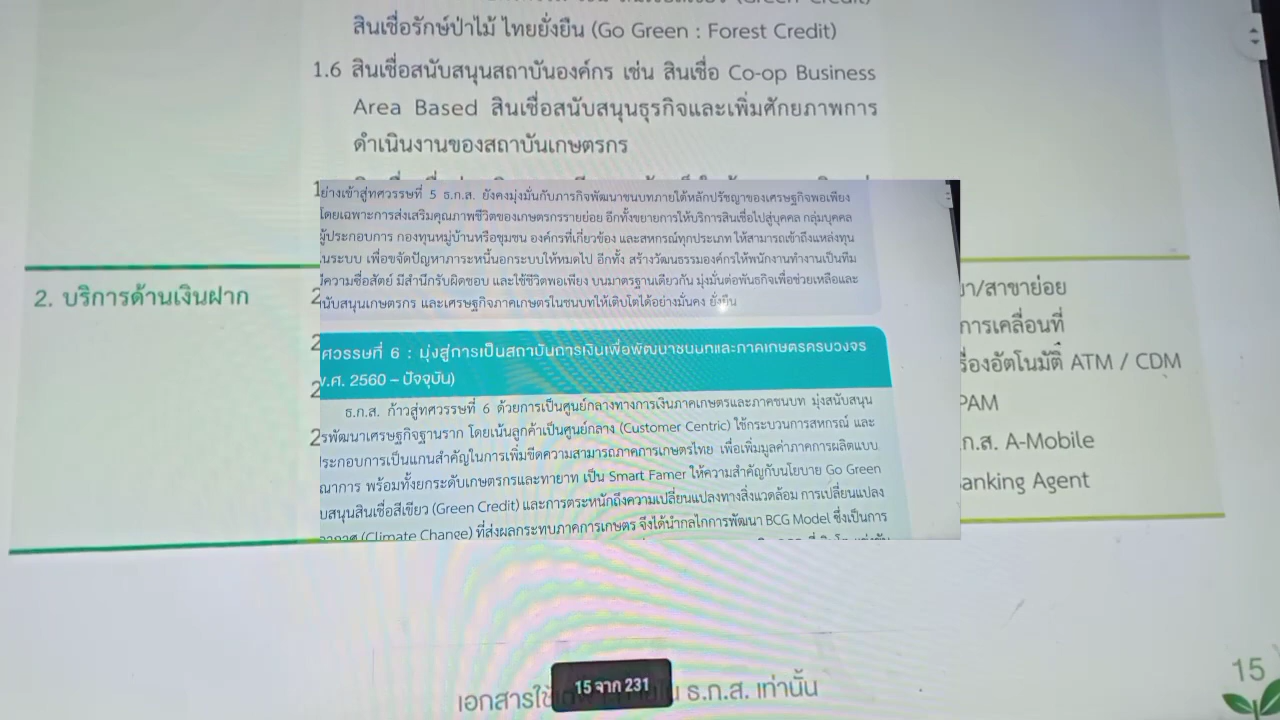 สินเชื่อรักษ์ป่าไม้ ไทยยั่งยืน (Go Green : Forest Credit)
1.6 สินเชื่อสนับสนุนสถาบันองค์กร เช่น สินเชื่อ Co-op Business
Area Based สินเชื่อสนับสนุนธุรกิจและเพิ่มศักยภาพการ
ดำเนินงานของสถาบันเกษตรกร
ย่างเข้าสู่ทศวรรษที่ 5 ธ.ก.ส. ยังคงมุ่งมั่นกับภารกิจพัฒนาชนบทภายใต้หลักปรัชญาของเศรษฐกิจพอเพียง
โดยเฉพาะการส่งเสริมคุณภาพชีวิตของเกษตรกรรายย่อย อีกทั้งขยายการให้บริการสินเชื่อไปสู่บุคคล กลุ่มบุคคล
ผู้ประกอบการ กองทุนหมู่บ้านหรือชุมชน องค์กรที่เกี่ยวข้อง และสหกรณ์ทุกประเภท ให้สามารถเข้าถึงแหล่งทุน
นระบบ เพื่อขจัดปัญหาภาระหนี้นอกระบบให้หมดไป อีกทั้ง สร้างวัฒนธรรมองค์กรให้พนักงานทำงานเป็นทีม
ความซื่อสัตย์ มีสำนึกรับผิดชอบ และใช้ชีวิตพอเพียง บนมาตรฐานเดียวกัน มุ่งมั่นต่อพันธกิจเพื่อช่วยเหลือและ
นับสนุนเกษตรกร และเศรษฐกิจภาคเกษตรในชนบทให้เติบโตได้อย่างมั่นคง ยั่งยืน
ศวรรษที่ 6 : มุ่งสู่การเป็นสถาบันการเงินเพื่อพัฒนาชนบทและภาคเกษตรครบวงจร
พ.ศ. 2560 – ปัจจุบัน)
ธ.ก.ส. ก้าวสู่ทศวรรษที่ 6 ด้วยการเป็นศูนย์กลางทางการเงินภาคเกษตรและภาคชนบท มุ่งสนับสนุน
รพัฒนาเศรษฐกิจฐานราก โดยเน้นลูกค้าเป็นศูนย์กลาง (Customer Centric) ใช้กระบวนการสหกรณ์ และ
ประกอบการเป็นแกนสำคัญในการเพิ่มขีดความสามารถภาคการเกษตรไทย เพื่อเพิ่มมูลค่าภาคการผลิตแบบ
ณาการ พร้อมทั้งยกระดับเกษตรกรและทายาท เป็น Smart Famer ให้ความสำคัญกับนโยบาย Go Green
บสนุนสินเชื่อสีเขียว (Green Credit) และการตระหนักถึงความเปลี่ยนแปลงทางสิ่งแวดล้อม การเปลี่ยนแปลง
(Climate Change) ที่ส่งผลกระทบภาคการเกษตร จึงได้นำกลไกการพัฒนา BCG Model ซึ่งเป็นการ
2. บริการด้านเงินฝาก
า/สาขาย่อย
การเคลื่อนที่
รื่องอัตโนมัติ ATM / CDM
PAM
.ก.ส. A-Mobile
anking Agent
15 จาก 231
เอกสารใช้ ธ.ก.ส. เท่านั้น
15